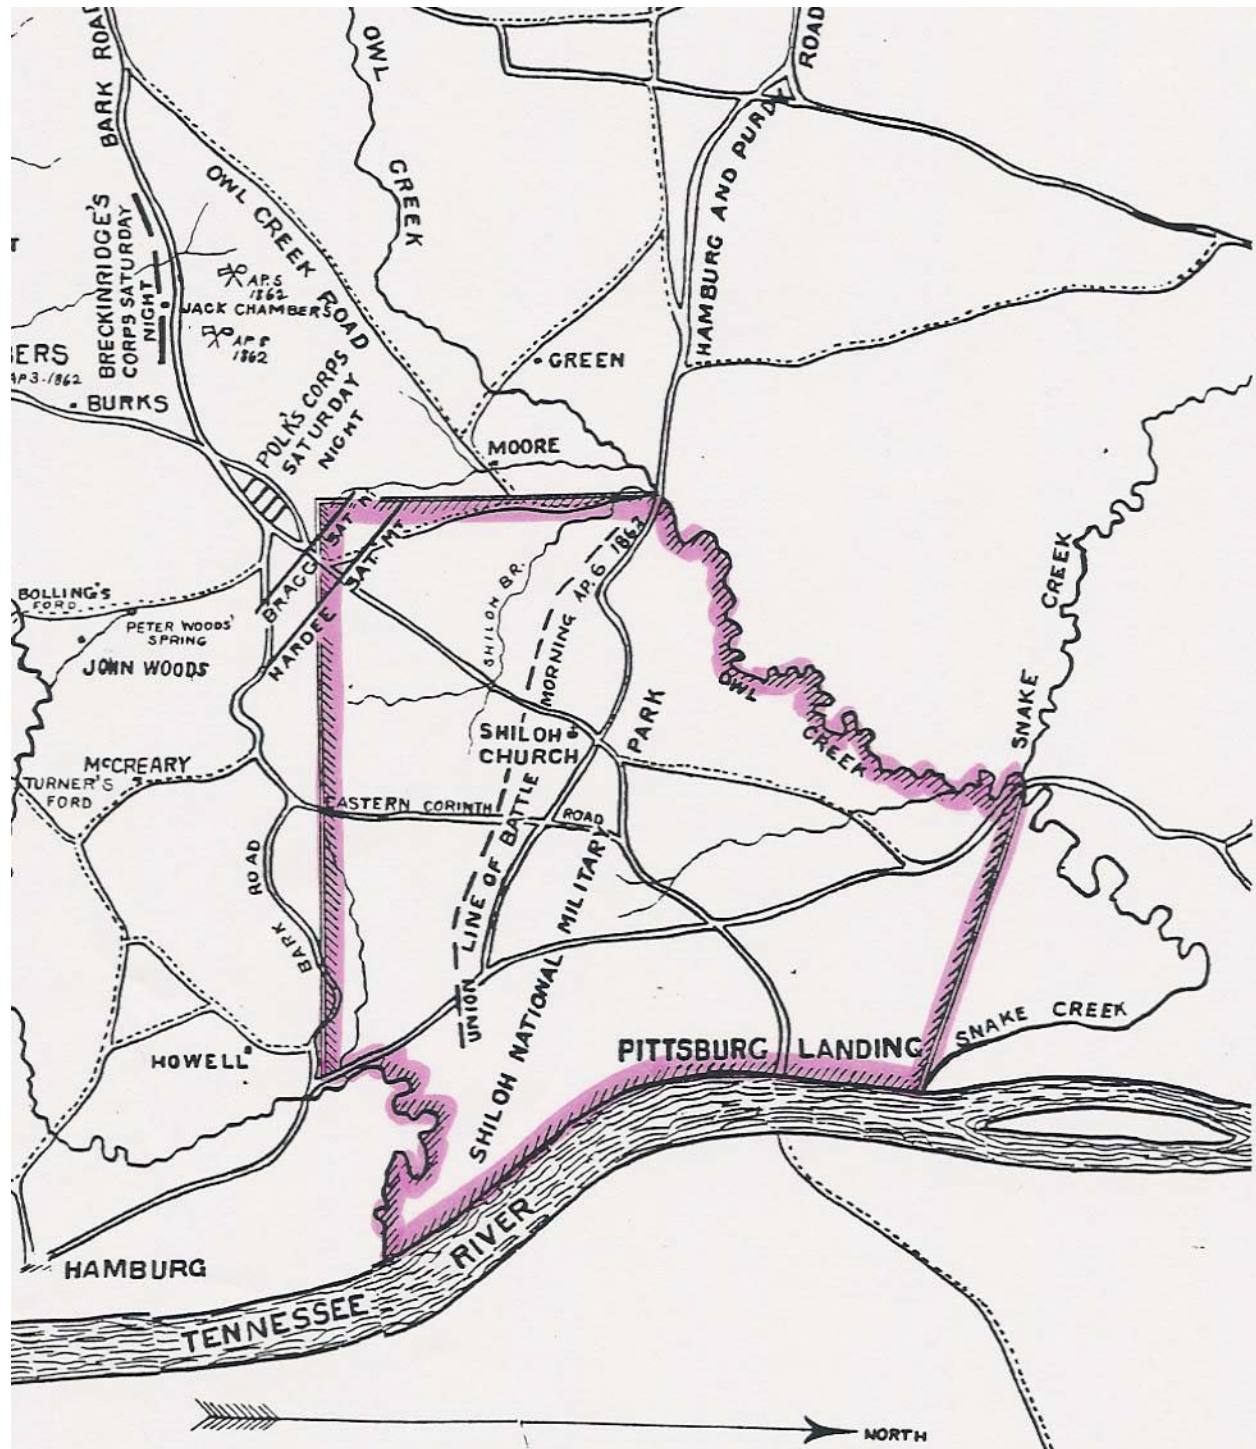 BARK ROAD
OWL
CREEK
ROAD
HAMBURG AND PURDY
OWL CREEK ROAD
BRECKINRIDGE'S
CORPS SATURDAY
NIGHT
AP. 5
1862
JACK CHAMBERS
1862
BERS
AP 3-1862
BURKS
GREEN
POLK'S CORPS
SATURDAY
NIGHT
MOORE
BRAGG SAT N
HARDEE SAT. NT
MORNING AP. 6 1862
SHILOH BR.
BOLLING'S
FORD
PETER WOODS'
SPRING
JOHN WOODS
SHILOH
CHURCH
PARK
OWL
CREEK
SNAKE
CREEK
McCREARY
TURNER'S
FORD
EASTERN CORINTH
ROAD
BARK
ROAD
UNION LINE OF BATTLE
SHILOH NATIONAL MILITARY
SNAKE CREEK
HOWELL
PITTSBURG LANDING
HAMBURG
TENNESSEE
RIVER
NORTH